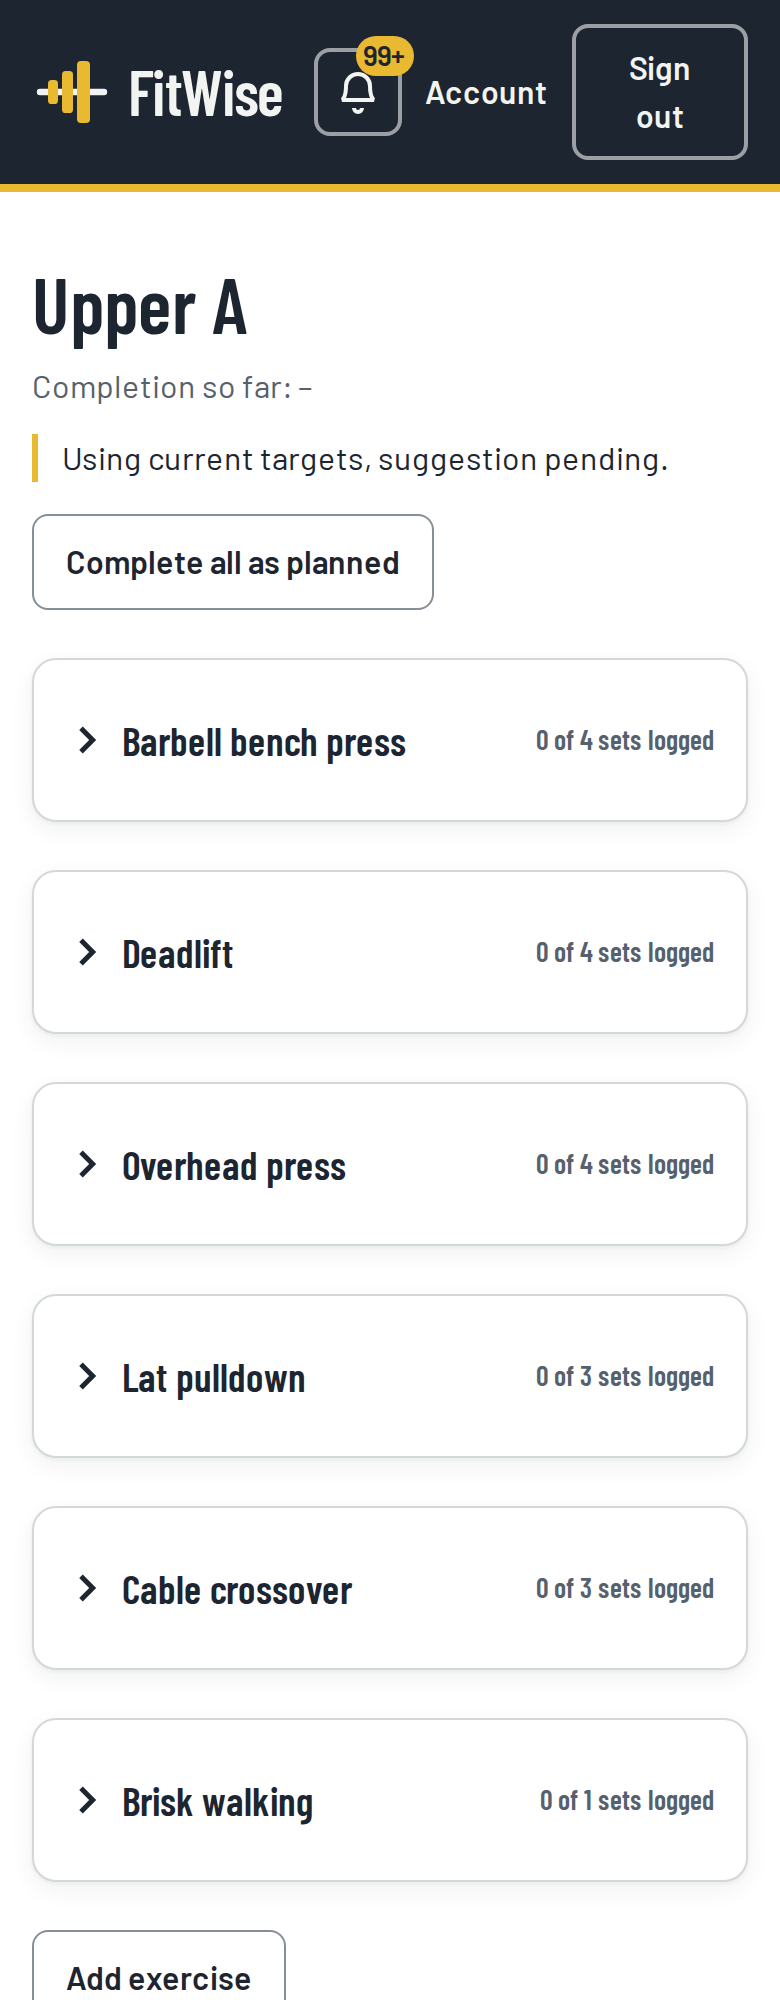 FitWise
99+
Account
Sign
out
Upper A
Completion so far: –
Using current targets, suggestion pending.
Complete all as planned
Barbell bench press
0 of 4 sets logged
Deadlift
0 of 4 sets logged
Overhead press
0 of 4 sets logged
Lat pulldown
0 of 3 sets logged
Cable crossover
0 of 3 sets logged
Brisk walking
0 of 1 sets logged
Add exercise